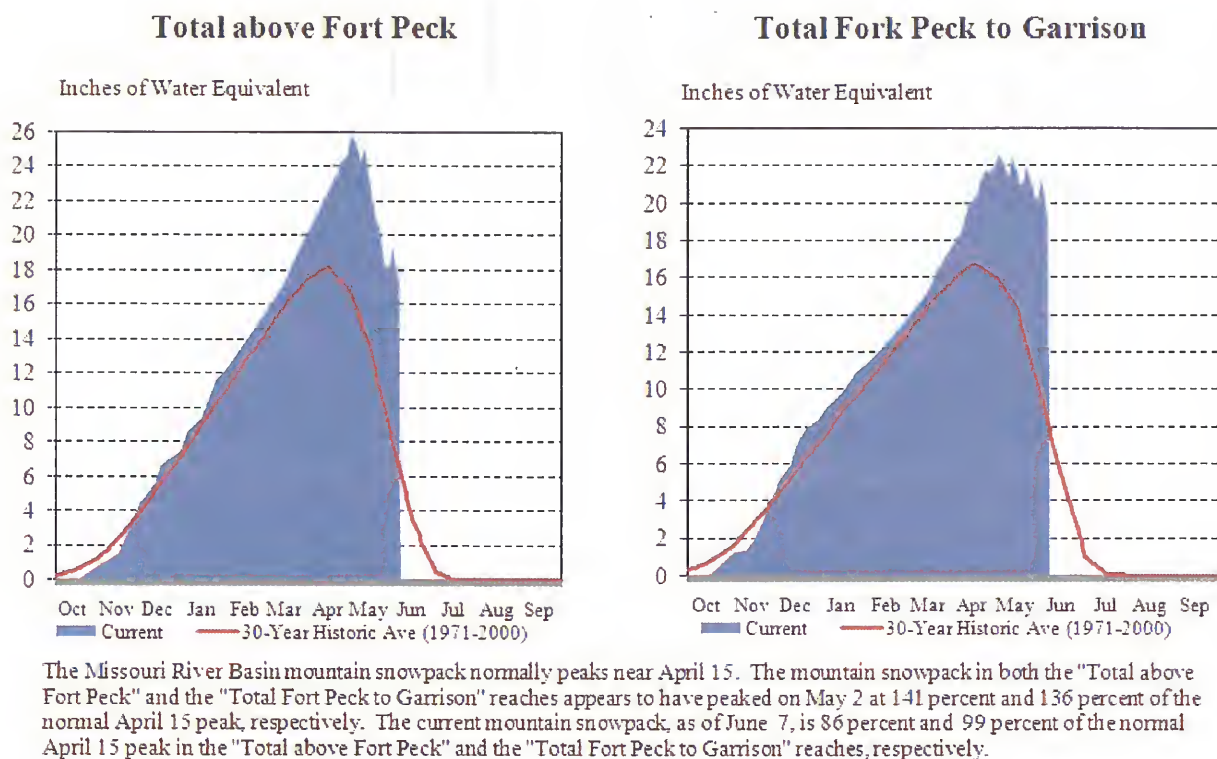 Total above Fort Peck
Inches of Water Equivalent
26
24
22
20
18
16
14
12
10
8
6
4
2
0
Oct Nov Dec Jan Feb Mar Apr May Jun Jul Aug Sep
Current 30-Year Historic Ave (1971-2000)
Total Fork Peck to Garrison
Inches of Water Equivalent
24
22
20
18
16
14
12
10
8
6
4
2
0
Oct Nov Dec Jan Feb Mar Apr May Jun Jul Aug Sep
Current 30-Year Historic Ave (1971-2000)
The Missouri River Basin mountain snowpack normally peaks near April 15. The mountain snowpack in both the "Total above
Fort Peck" and the "Total Fort Peck to Garrison" reaches appears to have peaked on May 2 at 141 percent and 136 percent of the
normal April 15 peak, respectively. The current mountain snowpack, as of June 7, is 86 percent and 99 percent of the normal
April 15 peak in the "Total above Fort Peck" and the "Total Fort Peck to Garrison" reaches, respectively.